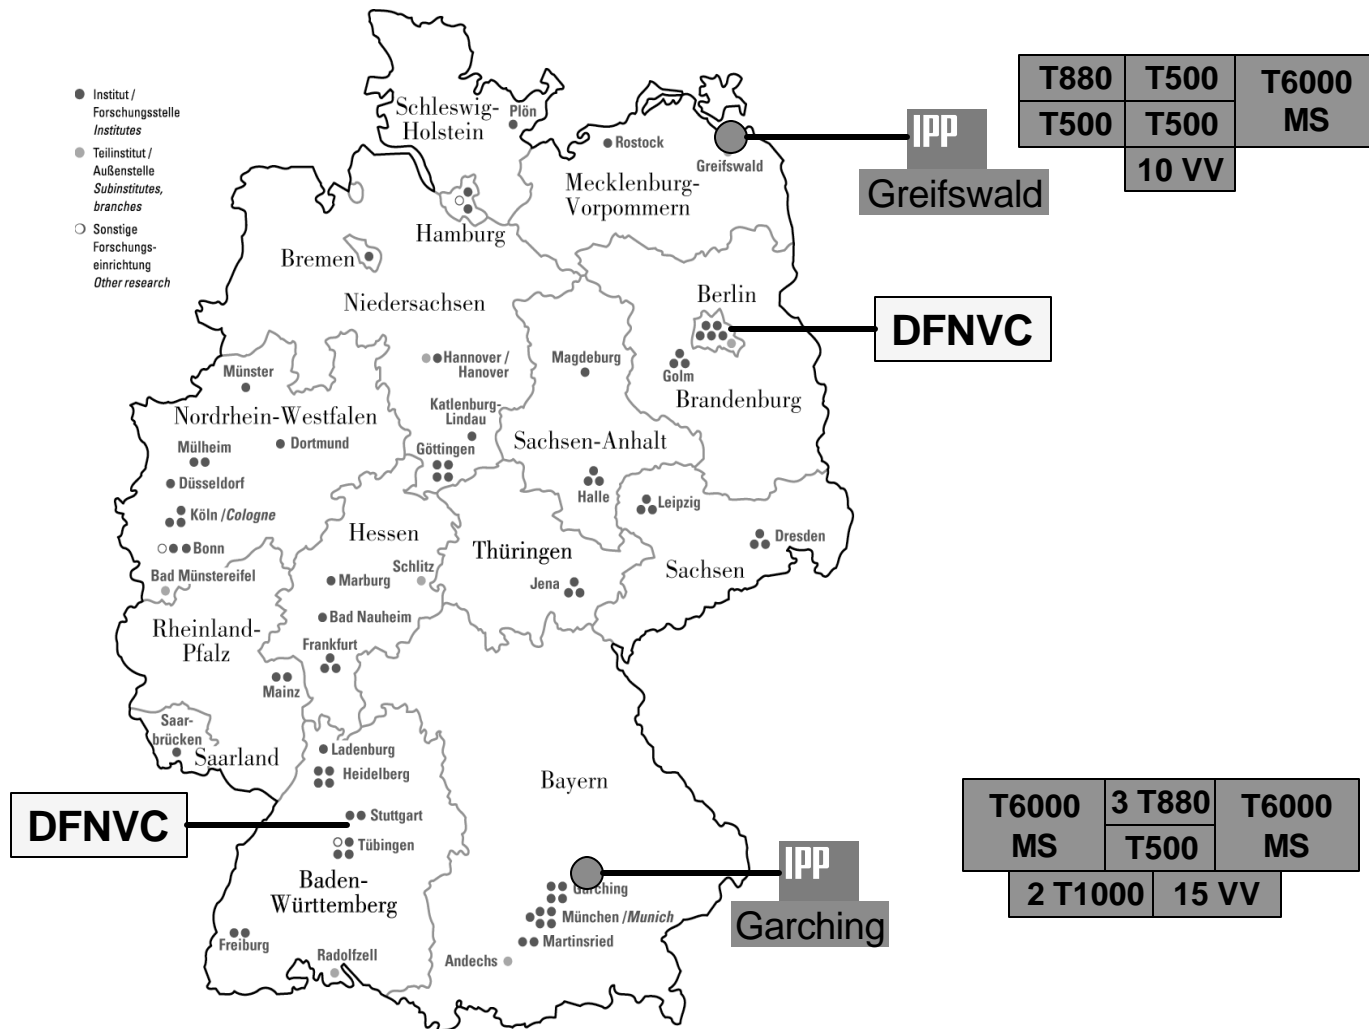 Institut /
Forschungsstelle
Institutes
Teilinstitut /
Außenstelle
Subinstitutes,
branches
Sonstige
Forschungs-
einrichtung
Other research
Schleswig-
Holstein
Plön
Rostock
Greifswald
Mecklenburg-
Vorpommern
Hamburg
Bremen
Niedersachsen
Berlin
Hannover /
Hanover
Magdeburg
Golm
Brandenburg
Münster
Nordrhein-Westfalen
Katlenburg-
Lindau
Göttingen
Sachsen-Anhalt
Mülheim
Dortmund
Düsseldorf
Halle
Leipzig
Köln /Cologne
Hessen
Thüringen
Dresden
Sachsen
Bonn
Bad Münstereifel
Schlitz
Marburg
Jena
Bad Nauheim
Rheinland-
Pfalz
Frankfurt
Mainz
Saar-
brücken
Saarland
Ladenburg
Heidelberg
Bayern
Stuttgart
Tübingen
Baden-
Württemberg
Garching
München /Munich
Martinsried
Freiburg
Radolfzell
Andechs
IPP
Greifswald
T880
T500
T6000
MS
T500
T500
10 VV
DFNVC
DFNVC
IPP
Garching
T6000
MS
3 T880
T500
T6000
MS
2 T1000
15 VV